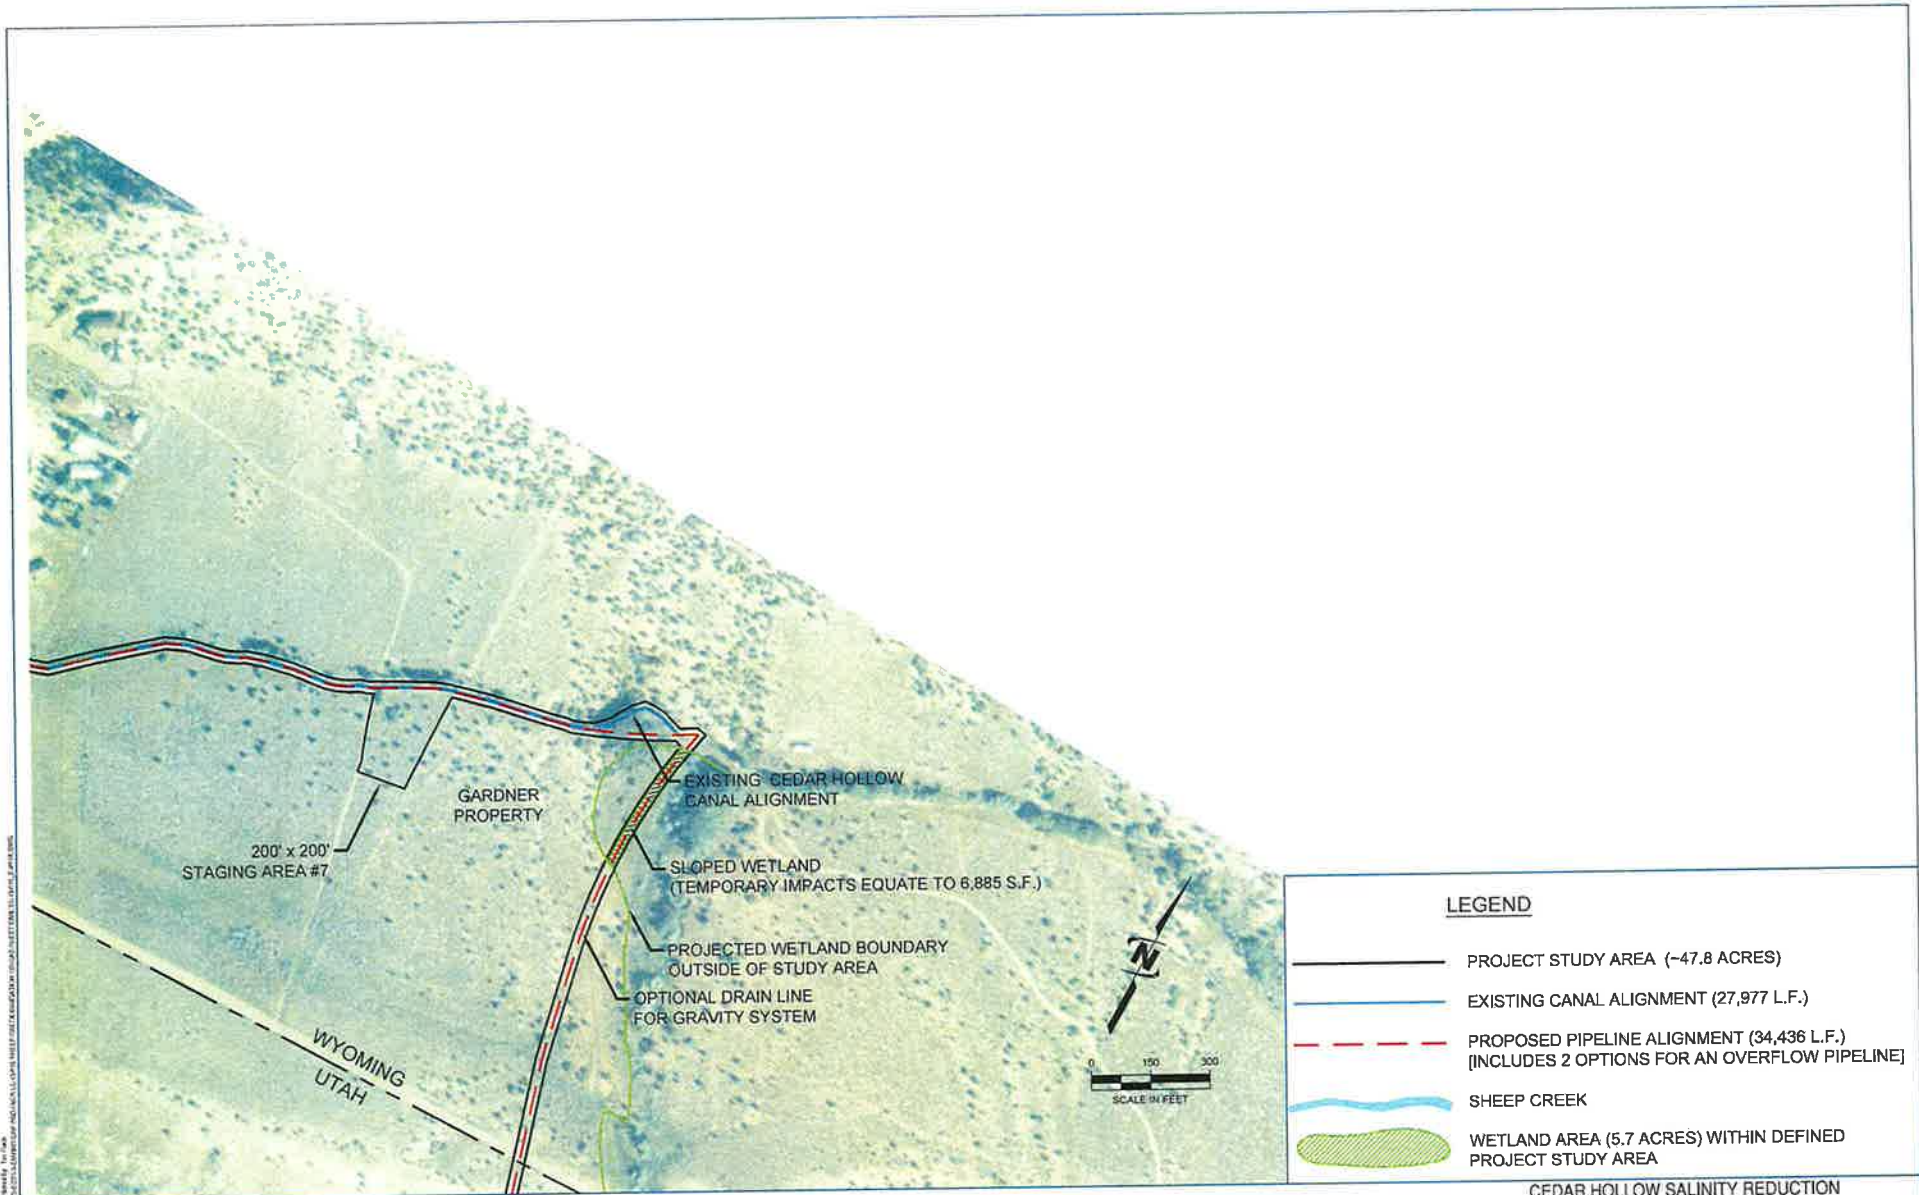 EXISTING CEDAR HOLLOW
CANAL ALIGNMENT
GARDNER
PROPERTY
200' x 200'
STAGING AREA #7
SLOPED WETLAND
(TEMPORARY IMPACTS EQUATE TO 6,885 S.F.)
PROJECTED WETLAND BOUNDARY
OUTSIDE OF STUDY AREA
OPTIONAL DRAIN LINE
FOR GRAVITY SYSTEM
WYOMING
UTAH
N
0 150 300
SCALE IN FEET
LEGEND
PROJECT STUDY AREA (~47.8 ACRES)
EXISTING CANAL ALIGNMENT (27,977 L.F.)
PROPOSED PIPELINE ALIGNMENT (34,436 L.F.)
[INCLUDES 2 OPTIONS FOR AN OVERFLOW PIPELINE]
SHEEP CREEK
WETLAND AREA (5.7 ACRES) WITHIN DEFINED
PROJECT STUDY AREA
CEDAR HOLLOW SALINITY REDUCTION